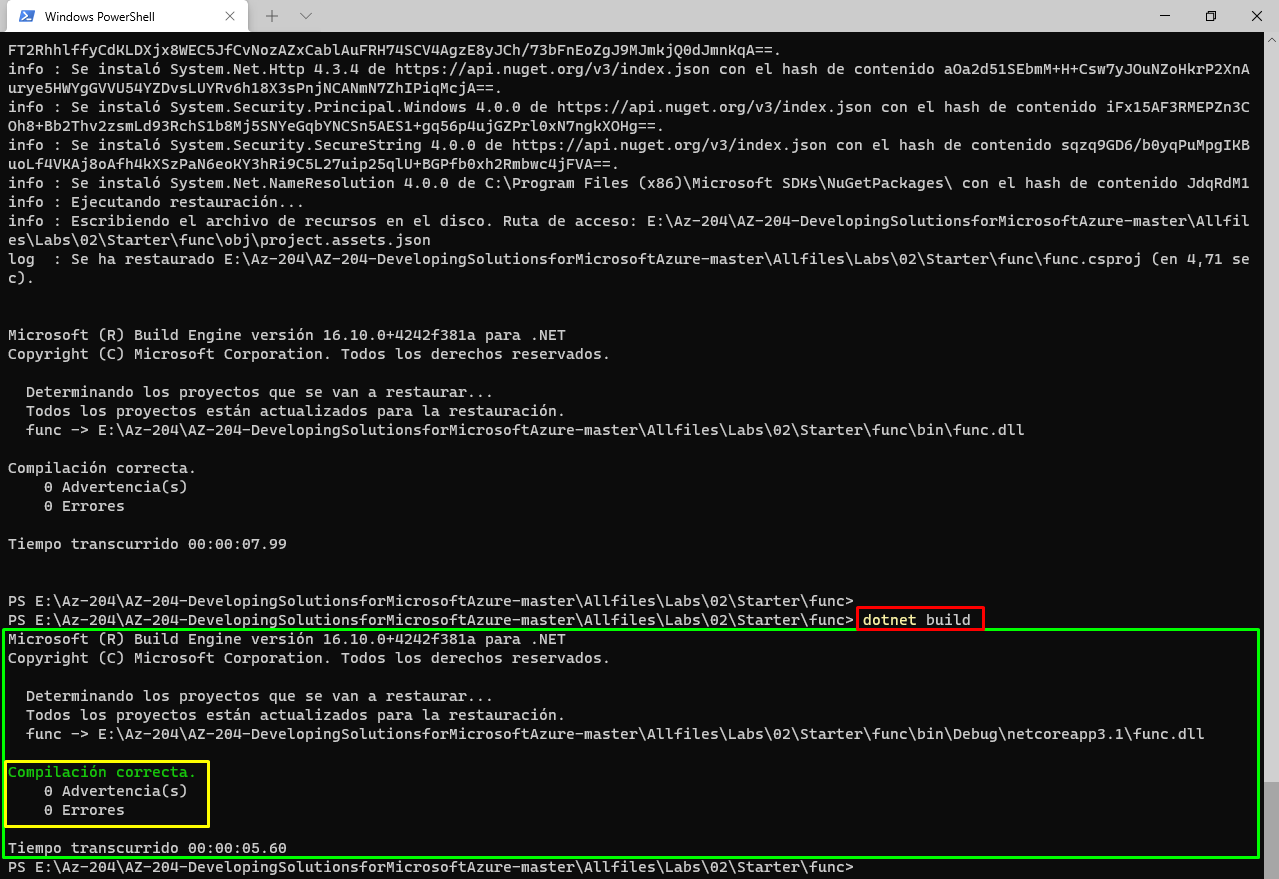 Windows PowerShell
FT2RhhlffyCdKLDXjx8WEC5JfCvNozAZxCablAuFRH74SCV4AgzE8yJCh/73bFnEoZgJ9MJmkjQ0dJmnKqA==.
info : Se instaló System.Net.Http 4.3.4 de https://api.nuget.org/v3/index.json con el hash de contenido aOa2d51SEbmM+H+Csw7yJOuNZoHkrP2XnA
urye5HWYgGVVU54YZDvsLUYRv6h18X3sPnjNCANmN7ZhIPiqMcjA==.
info : Se instaló System.Security.Principal.Windows 4.0.0 de https://api.nuget.org/v3/index.json con el hash de contenido iFx15AF3RMEPZn3C
Oh8+Bb2Thv2zsmLd93RchS1b8Mj5SNYeGqbYNCSn5AES1+gq56p4ujGZPrl0xN7ngkXOHg==.
info : Se instaló System.Security.SecureString 4.0.0 de https://api.nuget.org/v3/index.json con el hash de contenido sqzq9GD6/b0yqPuMpgIKB
uoLf4VKAj8oAfh4kXSzPaN6eoKY3hRi9C5L27uip25qlU+BGPfb0xh2Rmbwc4jFVA==.
info : Se instaló System.Net.NameResolution 4.0.0 de C:\Program Files (x86)\Microsoft SDKs\NuGetPackages\ con el hash de contenido JdqRdM1
info : Ejecutando restauración...
info : Escribiendo el archivo de recursos en el disco. Ruta de acceso: E:\Az-204\AZ-204-DevelopingSolutionsforMicrosoftAzure-master\Allfil
es\Labs\02\Starter\func\obj\project.assets.json
log  : Se ha restaurado E:\Az-204\AZ-204-DevelopingSolutionsforMicrosoftAzure-master\Allfiles\Labs\02\Starter\func\func.csproj (en 4,71 se
c).
Microsoft (R) Build Engine versión 16.10.0+4242f381a para .NET
Copyright (C) Microsoft Corporation. Todos los derechos reservados.
Determinando los proyectos que se van a restaurar...
Todos los proyectos están actualizados para la restauración.
func -> E:\Az-204\AZ-204-DevelopingSolutionsforMicrosoftAzure-master\Allfiles\Labs\02\Starter\func\bin\func.dll
Compilación correcta.
0 Advertencia(s)
0 Errores
Tiempo transcurrido 00:00:07.99
PS E:\Az-204\AZ-204-DevelopingSolutionsforMicrosoftAzure-master\Allfiles\Labs\02\Starter\func>
PS E:\Az-204\AZ-204-DevelopingSolutionsforMicrosoftAzure-master\Allfiles\Labs\02\Starter\func> dotnet build
Microsoft (R) Build Engine versión 16.10.0+4242f381a para .NET
Copyright (C) Microsoft Corporation. Todos los derechos reservados.
Determinando los proyectos que se van a restaurar...
Todos los proyectos están actualizados para la restauración.
func -> E:\Az-204\AZ-204-DevelopingSolutionsforMicrosoftAzure-master\Allfiles\Labs\02\Starter\func\bin\Debug\netcoreapp3.1\func.dll
Compilación correcta.
0 Advertencia(s)
0 Errores
Tiempo transcurrido 00:00:05.60
PS E:\Az-204\AZ-204-DevelopingSolutionsforMicrosoftAzure-master\Allfiles\Labs\02\Starter\func>